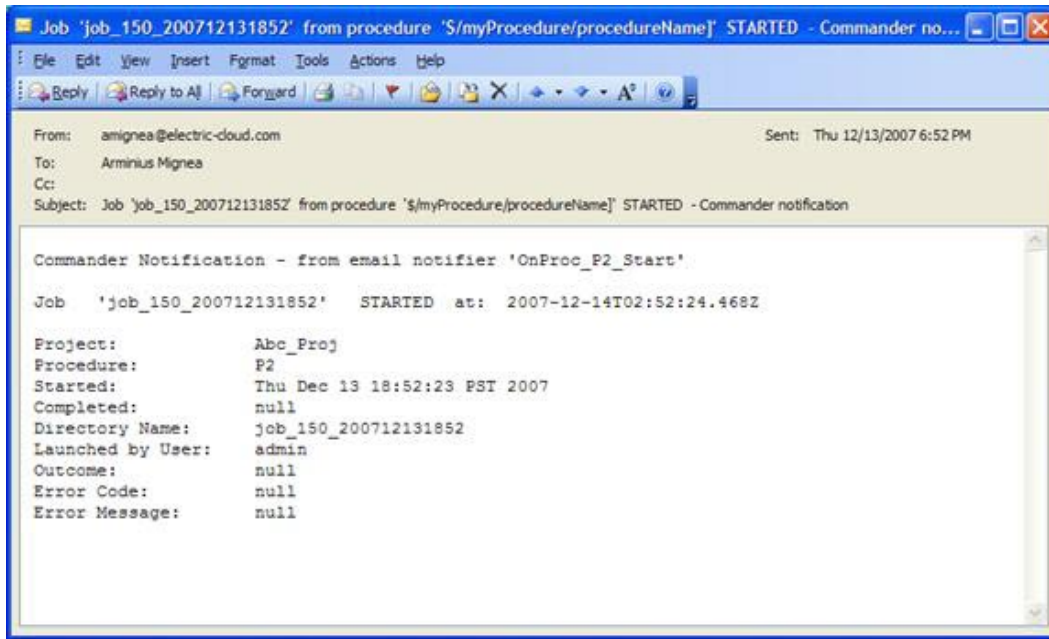 Job 'job_150_200712131852' from procedure '$/myProcedure/procedureName]' STARTED - Commander no...
File Edit View Insert Format Tools Actions Help
Reply Reply to All Forward
From: amignea@electric-cloud.com Sent: Thu 12/13/2007 6:52 PM
To: Arminius Mignea
Cc:
Subject: Job 'job_150_200712131852' from procedure '$/myProcedure/procedureName]' STARTED - Commander notification
Commander Notification - from email notifier 'OnProc_P2_Start'
Job 'job_150_200712131852' STARTED at: 2007-12-14T02:52:24.468Z
Project: Abc_Proj
Procedure: P2
Started: Thu Dec 13 18:52:23 PST 2007
Completed: null
Directory Name: job_150_200712131852
Launched by User: admin
Outcome: null
Error Code: null
Error Message: null